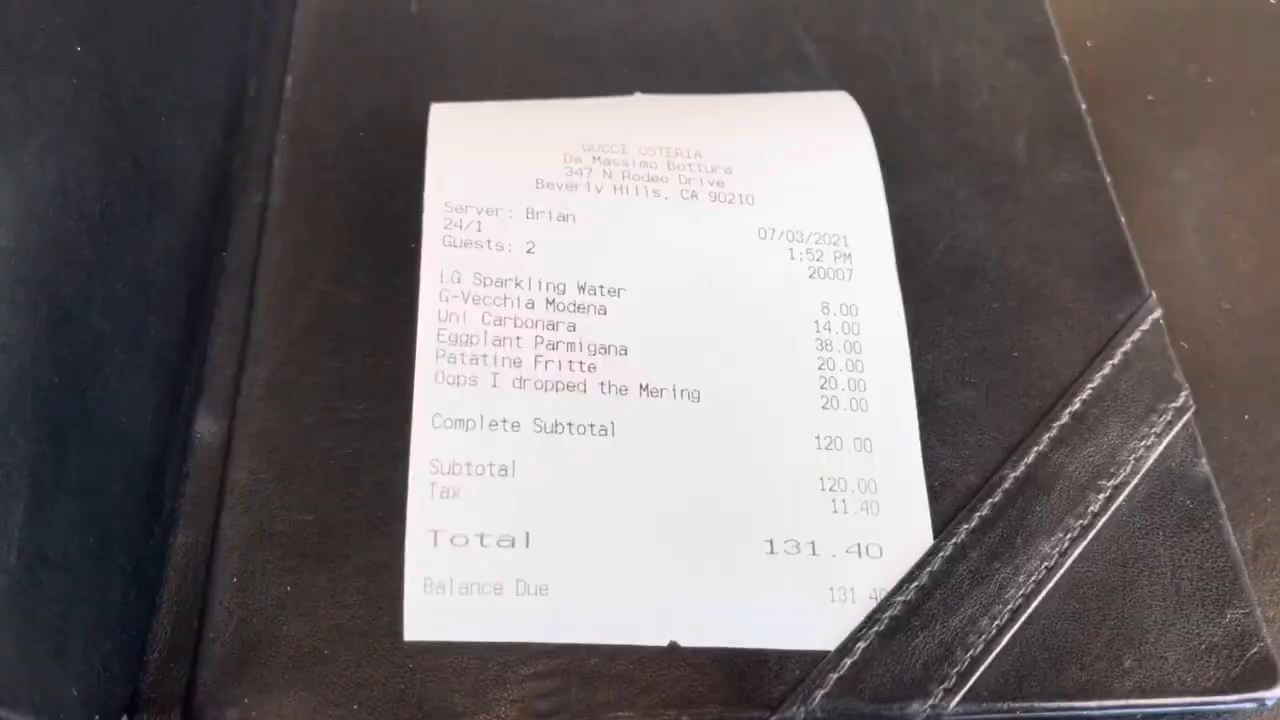 GUCCI OSTERIA
Da Massimo Bottura
347 N Rodeo Drive
Beverly Hills, CA 90210
Server: Brian 07/03/2021
24/1 1:52 PM
Guests: 2 20007
LG Sparkling Water 8.00
G-Vecchia Modena 14.00
Uni Carbonara 38.00
Eggplant Parmigana 20.00
Patatine Fritte 20.00
Oops I dropped the Mering 20.00
Complete Subtotal 120.00
Subtotal 120.00
Tax 11.40
Total 131.40
Balance Due 131.40